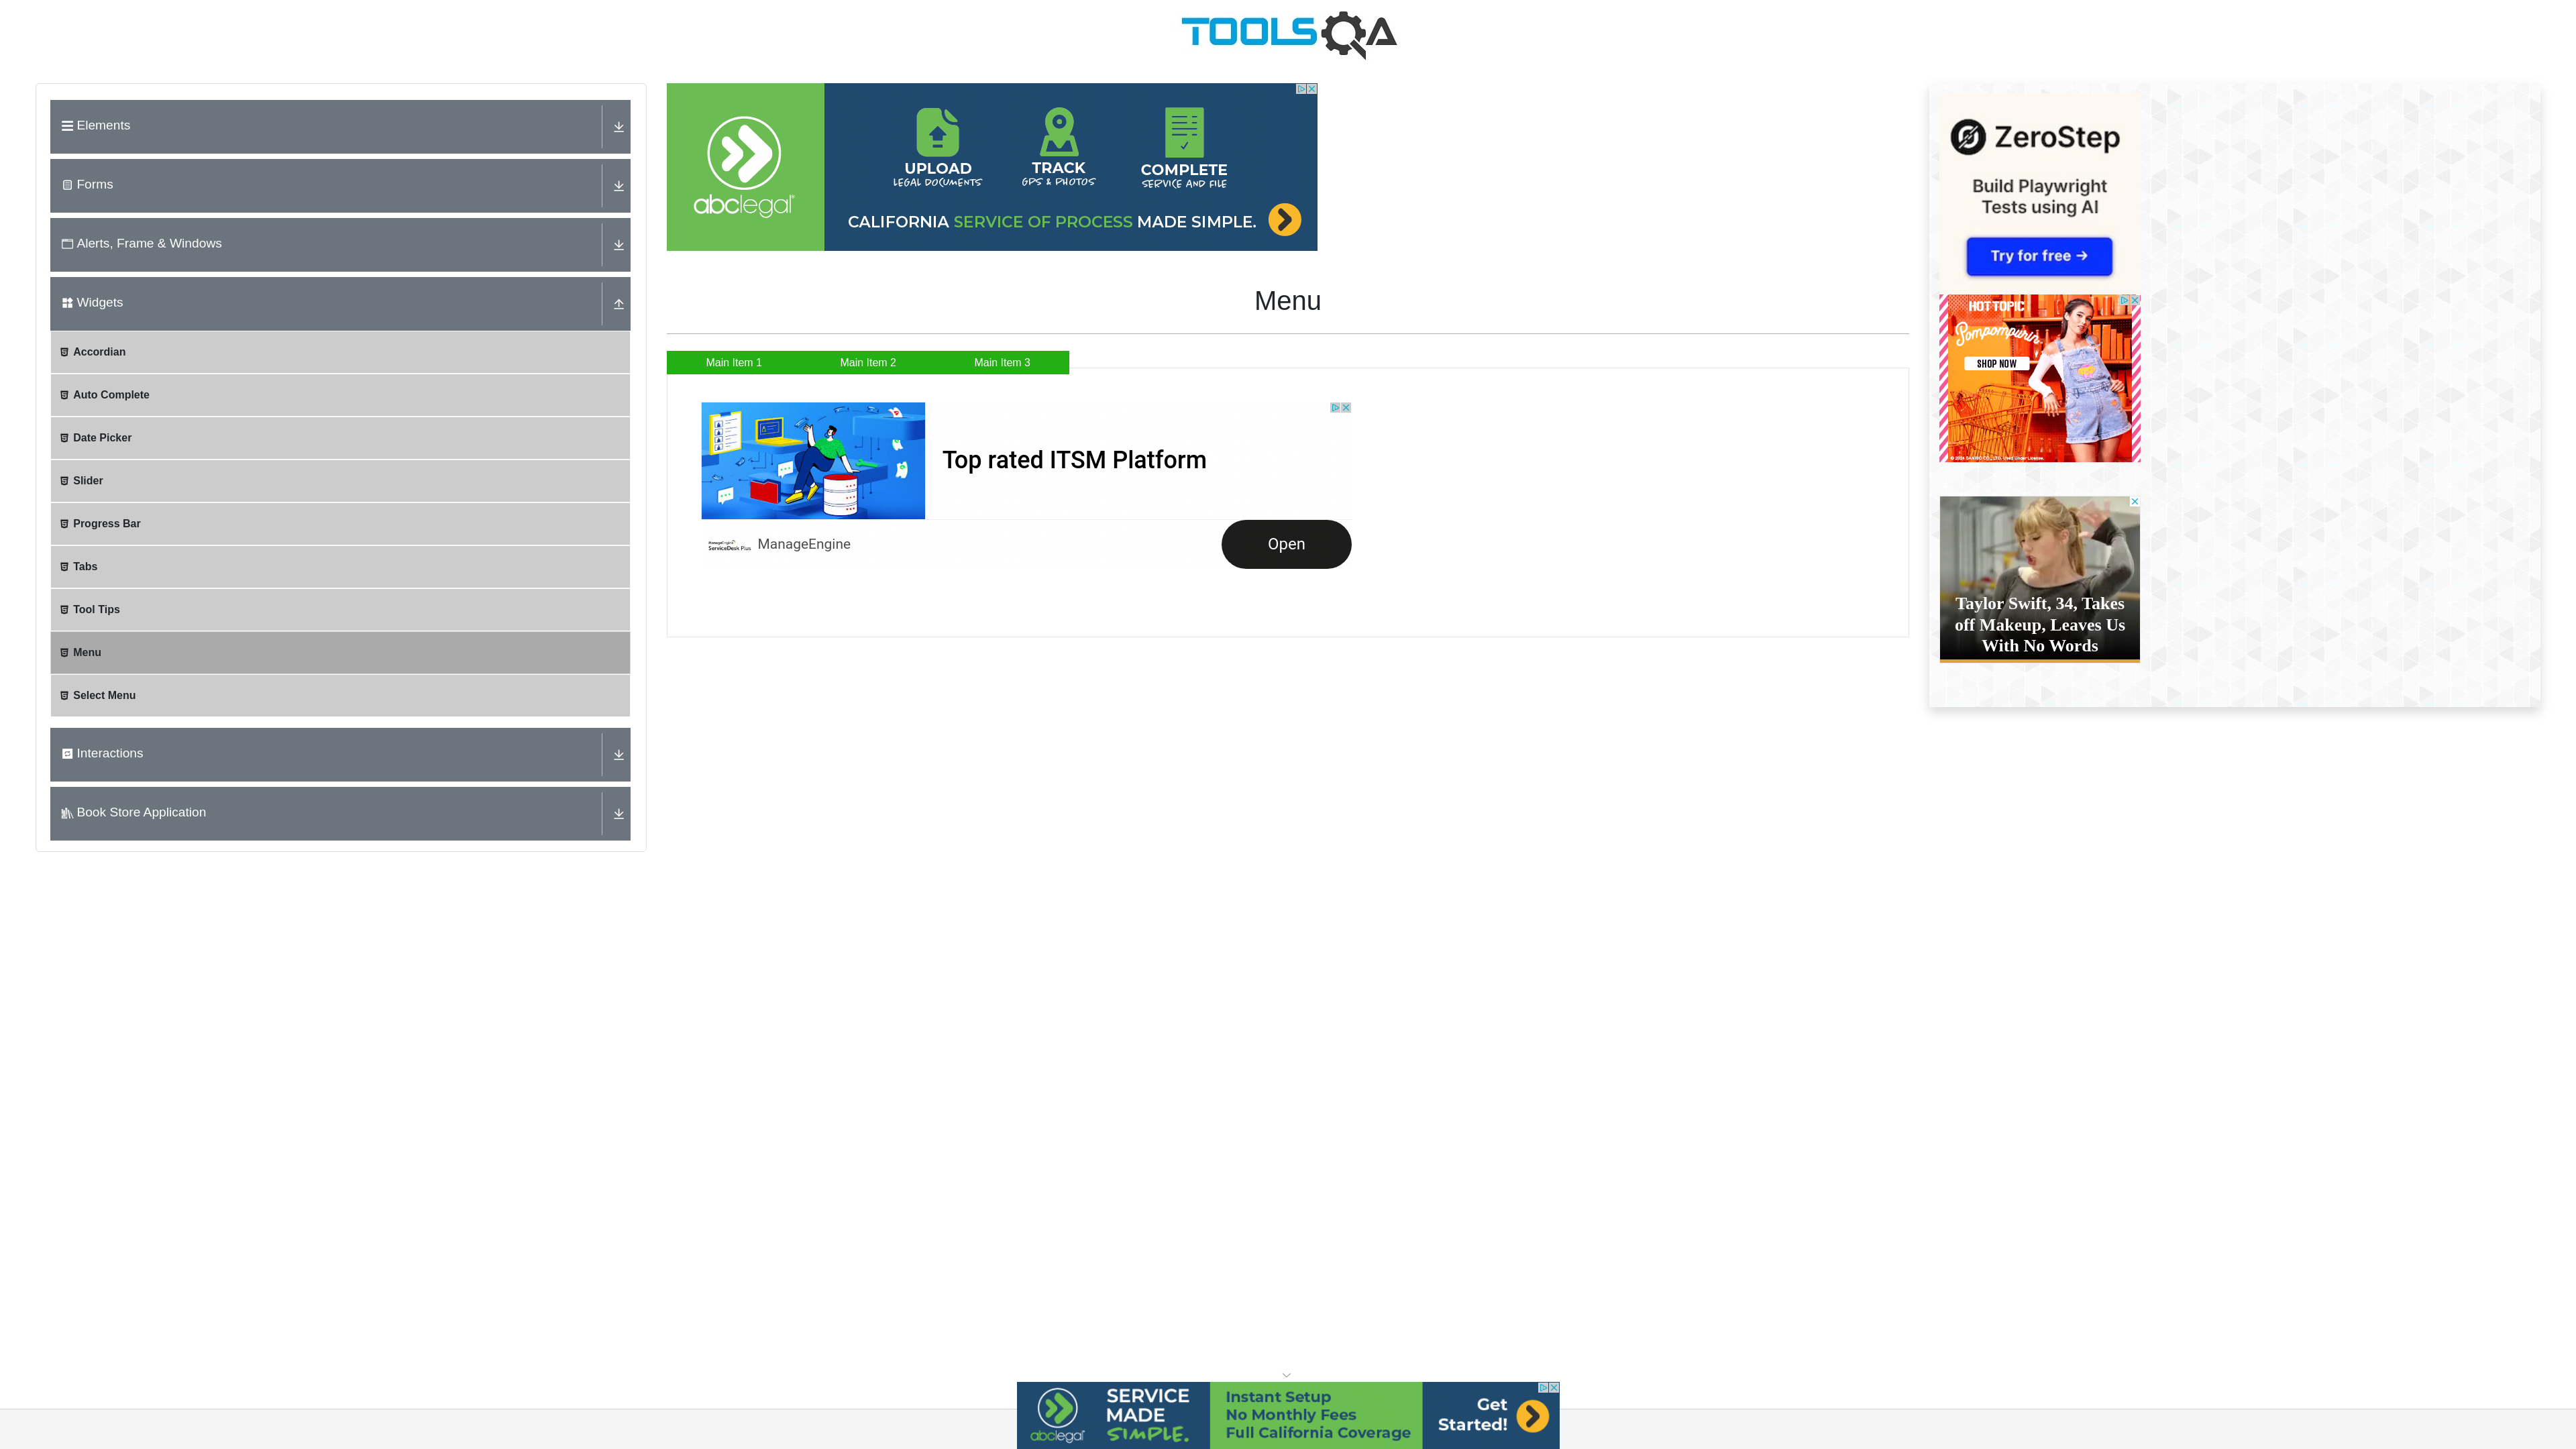 TOOLSQA
Elements
Forms
Alerts, Frame & Windows
Widgets
Accordian
Auto Complete
Date Picker
Slider
Progress Bar
Tabs
Tool Tips
Menu
Select Menu
Interactions
Book Store Application
abclegal
UPLOAD
LEGAL DOCUMENTS
TRACK
GPS & PHOTOS
COMPLETE
SERVICE AND FILE
CALIFORNIA SERVICE OF PROCESS MADE SIMPLE.
Menu
Main Item 1
Main Item 2
Main Item 3
Top rated ITSM Platform
ManageEngine
ServiceDesk Plus
ManageEngine
Open
ZeroStep
Build Playwright
Tests using AI
Try for free →
HOT TOPIC
Pompompurin
SHOP NOW
Taylor Swift, 34, Takes
off Makeup, Leaves Us
With No Words
abclegal
SERVICE
MADE
SIMPLE.
Instant Setup
No Monthly Fees
Full California Coverage
Get
Started!